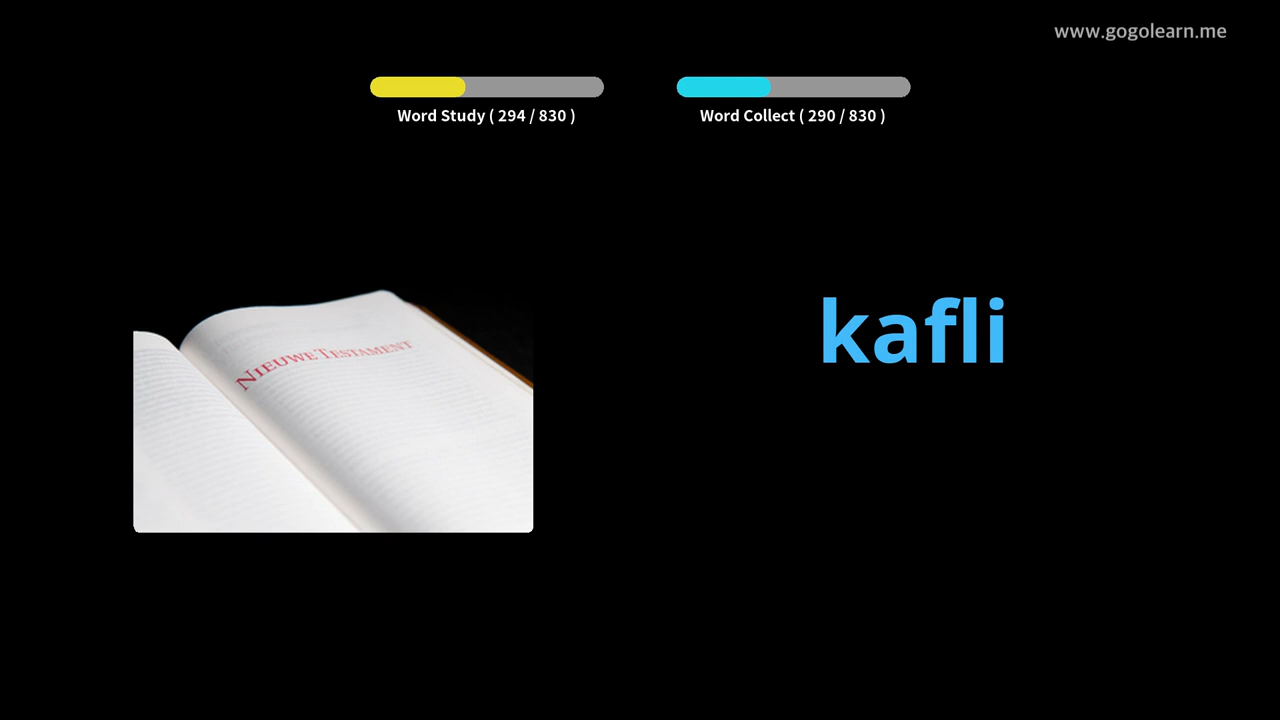 www.gogolearn.me
Word Study ( 294 / 830 )
Word Collect ( 290 / 830 )
NIEUWE TESTAMENT
kafli